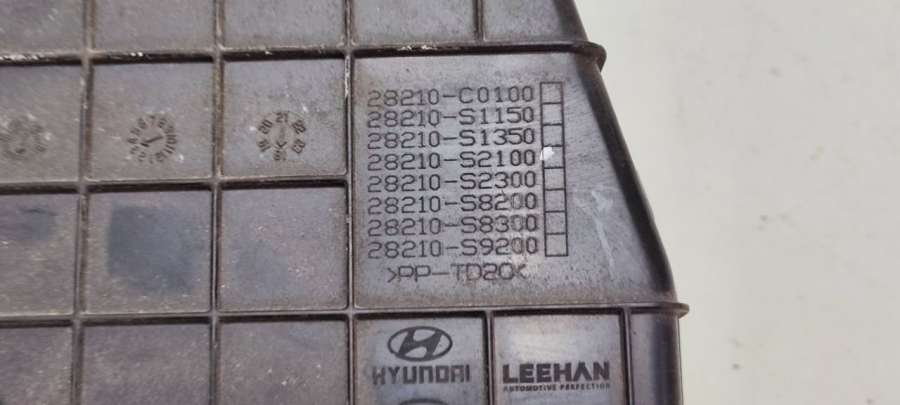 28210-C0100
28210-S1150
28210-S1350
28210-S2100
28210-S2300
28210-S8200
28210-S8300
28210-S9200
>PP-TD20<
HYUNDAI
LEEHAN
AUTOMOTIVE PERFECTION